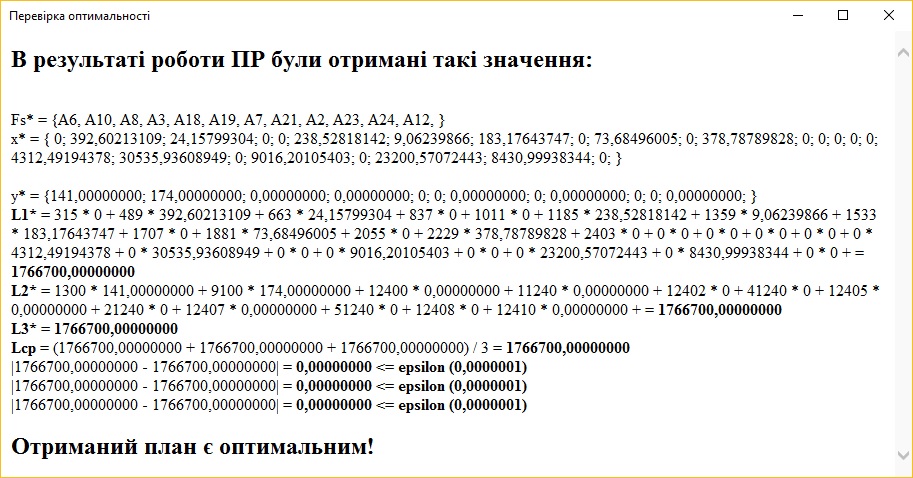 Перевірка оптимальності
В результаті роботи ПР були отримані такі значення:
Fs* = {A6, A10, A8, A3, A18, A19, A7, A21, A2, A23, A24, A12, }
x* = { 0; 392,60213109; 24,15799304; 0; 0; 238,52818142; 9,06239866; 183,17643747; 0; 73,68496005; 0; 378,78789828; 0; 0; 0; 0; 0;
4312,49194378; 30535,93608949; 0; 9016,20105403; 0; 23200,57072443; 8430,99938344; 0; }
y* = {141,00000000; 174,00000000; 0,00000000; 0,00000000; 0; 0; 0,00000000; 0; 0,00000000; 0; 0; 0,00000000; }
L1* = 315 * 0 + 489 * 392,60213109 + 663 * 24,15799304 + 837 * 0 + 1011 * 0 + 1185 * 238,52818142 + 1359 * 9,06239866 + 1533
* 183,17643747 + 1707 * 0 + 1881 * 73,68496005 + 2055 * 0 + 2229 * 378,78789828 + 2403 * 0 + 0 * 0 + 0 * 0 + 0 * 0 + 0 * 0 + 0 *
4312,49194378 + 0 * 30535,93608949 + 0 * 0 + 0 * 9016,20105403 + 0 * 0 + 0 * 23200,57072443 + 0 * 8430,99938344 + 0 * 0 + =
1766700,00000000
L2* = 1300 * 141,00000000 + 9100 * 174,00000000 + 12400 * 0,00000000 + 11240 * 0,00000000 + 12402 * 0 + 41240 * 0 + 12405 *
0,00000000 + 21240 * 0 + 12407 * 0,00000000 + 51240 * 0 + 12408 * 0 + 12410 * 0,00000000 + = 1766700,00000000
L3* = 1766700,00000000
Lcp = (1766700,00000000 + 1766700,00000000 + 1766700,00000000) / 3 = 1766700,00000000
|1766700,00000000 - 1766700,00000000| = 0,00000000 <= epsilon (0,0000001)
|1766700,00000000 - 1766700,00000000| = 0,00000000 <= epsilon (0,0000001)
|1766700,00000000 - 1766700,00000000| = 0,00000000 <= epsilon (0,0000001)
Отриманий план є оптимальним!